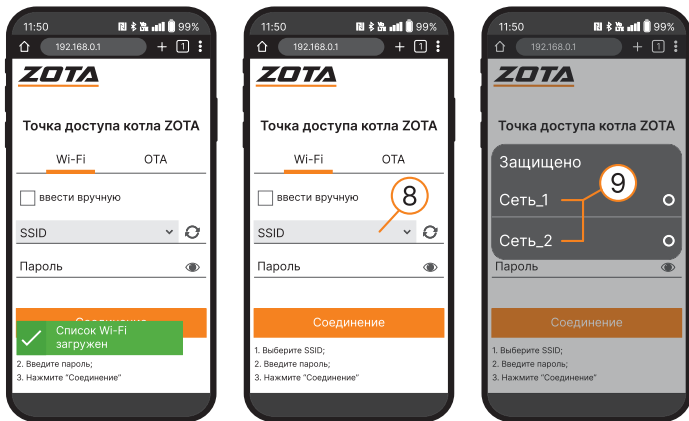 11:50
99%
192.168.0.1
1
ZOTA
Точка доступа котла ZOTA
Wi-Fi
OTA
ввести вручную
SSID
Пароль
Соединение
Список Wi-Fi
загружен
2. Введите пароль;
3. Нажмите "Соединение"
11:50
99%
192.168.0.1
1
ZOTA
Точка доступа котла ZOTA
Wi-Fi
OTA
ввести вручную
8
SSID
Пароль
Соединение
1. Выберите SSID;
2. Введите пароль;
3. Нажмите "Соединение"
11:50
99%
192.168.0.1
1
ZOTA
Точка доступа котла ZOTA
Защищено
Сеть_1
9
Сеть_2
Пароль
Соединение
1. Выберите SSID;
2. Введите пароль;
3. Нажмите "Соединение"